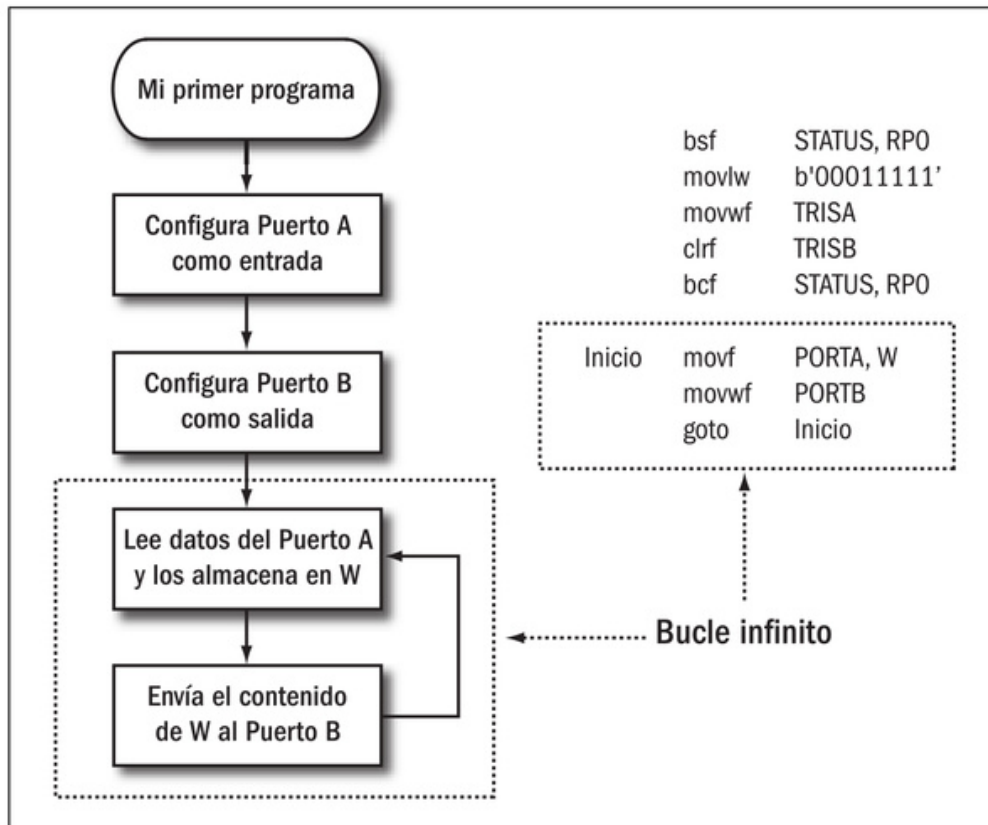 Mi primer programa
Configura Puerto A
como entrada
Configura Puerto B
como salida
Lee datos del Puerto A
y los almacena en W
Envía el contenido
de W al Puerto B
bsf STATUS, RP0
movlw b'00011111’
movwf TRISA
clrf TRISB
bcf STATUS, RP0
Inicio movf PORTA, W
movwf PORTB
goto Inicio
Bucle infinito